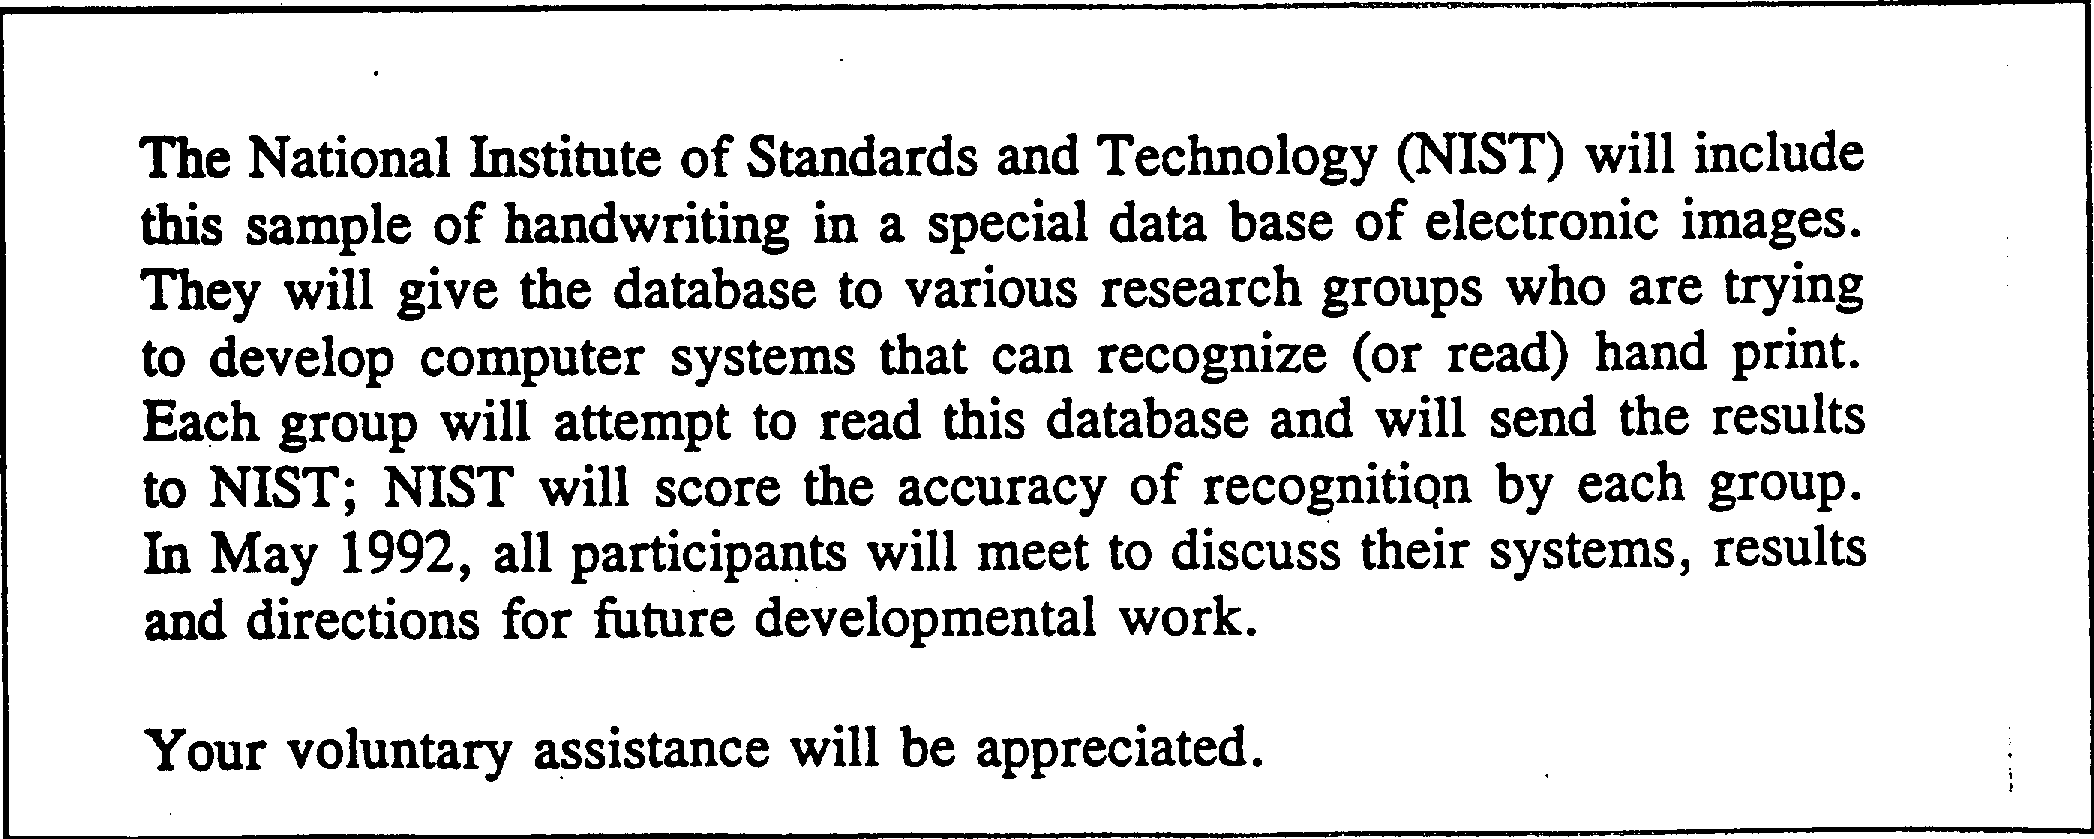 The National Institute of Standards and Technology (NIST) will include
this sample of handwriting in a special data base of electronic images.
They will give the database to various research groups who are trying
to develop computer systems that can recognize (or read) hand print.
Each group will attempt to read this database and will send the results
to NIST; NIST will score the accuracy of recognition by each group.
In May 1992, all participants will meet to discuss their systems, results
and directions for future developmental work.
Your voluntary assistance will be appreciated.